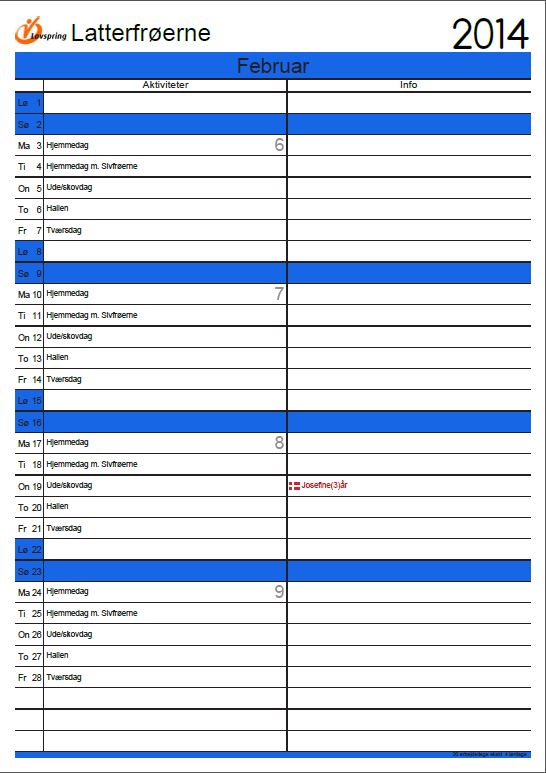 Løvspring Latterfrøerne 2014
Februar
Aktiviteter Info
Lø 1
Sø 2
Ma 3 Hjemmedag 6
Ti 4 Hjemmedag m. Sivfrøerne
On 5 Ude/skovdag
To 6 Hallen
Fr 7 Tværsdag
Lø 8
Sø 9
Ma 10 Hjemmedag 7
Ti 11 Hjemmedag m. Sivfrøerne
On 12 Ude/skovdag
To 13 Hallen
Fr 14 Tværsdag
Lø 15
Sø 16
Ma 17 Hjemmedag 8
Ti 18 Hjemmedag m. Sivfrøerne
On 19 Ude/skovdag Josefine(3)år
To 20 Hallen
Fr 21 Tværsdag
Lø 22
Sø 23
Ma 24 Hjemmedag 9
Ti 25 Hjemmedag m. Sivfrøerne
On 26 Ude/skovdag
To 27 Hallen
Fr 28 Tværsdag
20 arbejdsdage ekskl. 4 lørdage